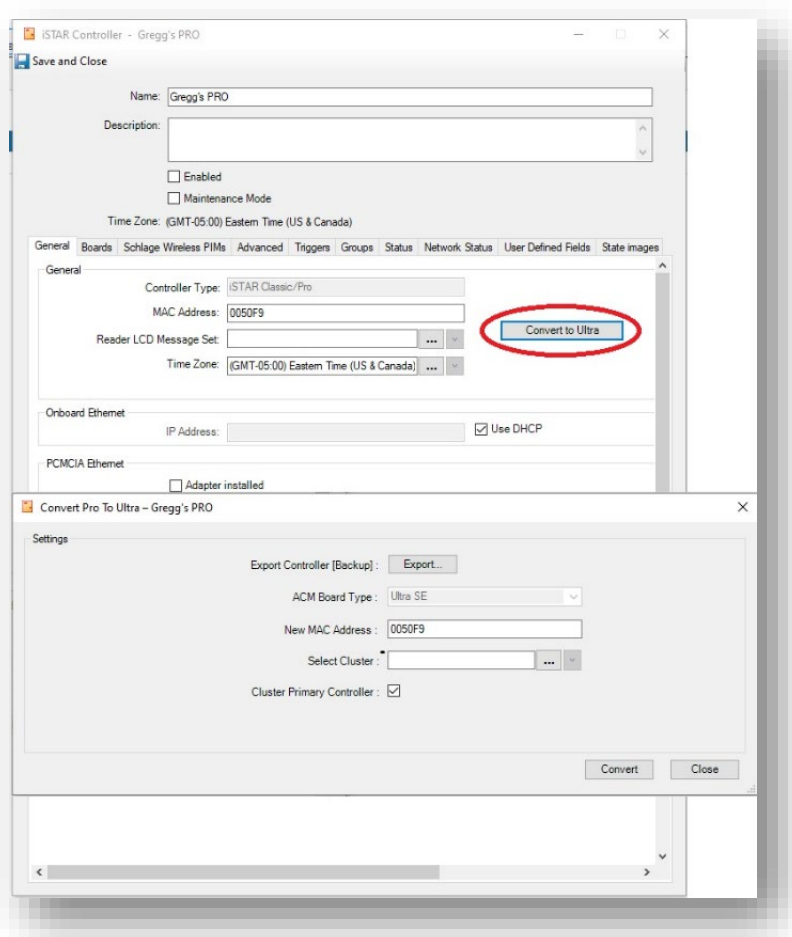 iSTAR Controller - Gregg's PRO
Save and Close
Name: Gregg's PRO
Description:
Enabled
Maintenance Mode
Time Zone: (GMT-05:00) Eastern Time (US & Canada)
General Boards Schlage Wireless PIMs Advanced Triggers Groups Status Network Status User Defined Fields State images
General
Controller Type: iSTAR Classic/Pro
MAC Address: 0050F9
Convert to Ultra
Reader LCD Message Set: ...
Time Zone: (GMT-05:00) Eastern Time (US & Canada) ...
Onboard Ethernet
IP Address: Use DHCP
PCMCIA Ethernet
Adapter installed
Convert Pro To Ultra – Gregg's PRO
Settings
Export Controller [Backup] : Export...
ACM Board Type : Ultra SE
New MAC Address : 0050F9
Select Cluster : ...
Cluster Primary Controller :
Convert Close